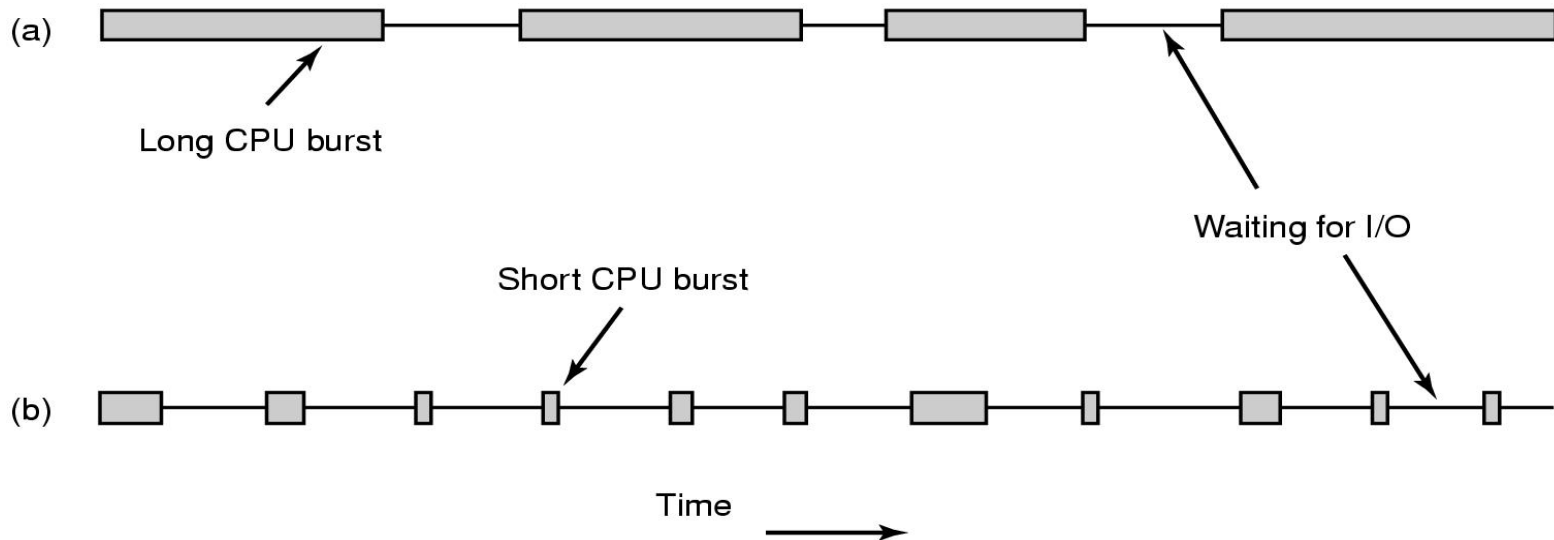 (a)
Long CPU burst
Waiting for I/O
Short CPU burst
(b)
Time